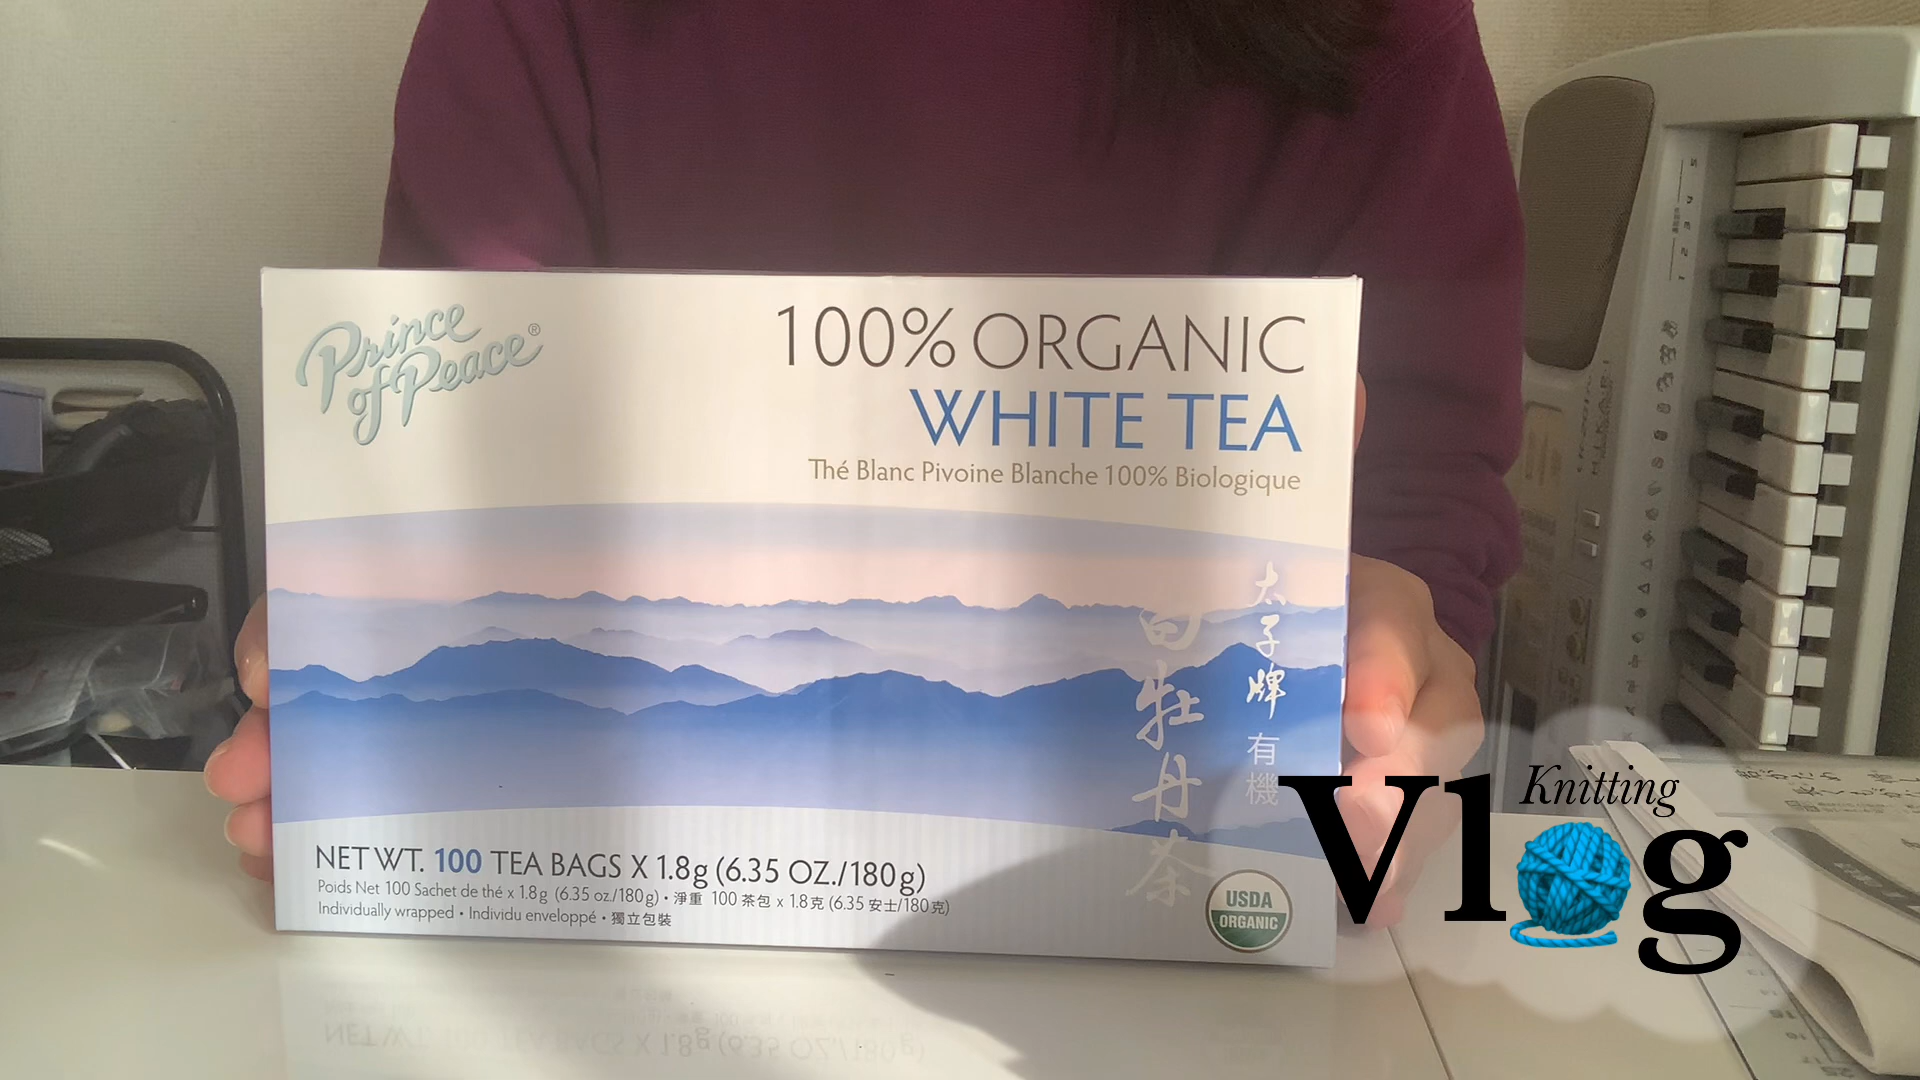 Prince
of Peace®
100% ORGANIC
WHITE TEA
Thé Blanc Pivoine Blanche 100% Biologique
太子牌 有機
白牡丹茶
NET WT. 100 TEA BAGS X 1.8g (6.35 OZ./180g)
Poids Net 100 Sachet de thé x 1.8g (6.35 oz./180g) • 淨重 100 茶包 x 1.8克 (6.35 安士/180克)
Individually wrapped • Individu enveloppé • 獨立包裝
USDA
ORGANIC
Knitting
Vlog